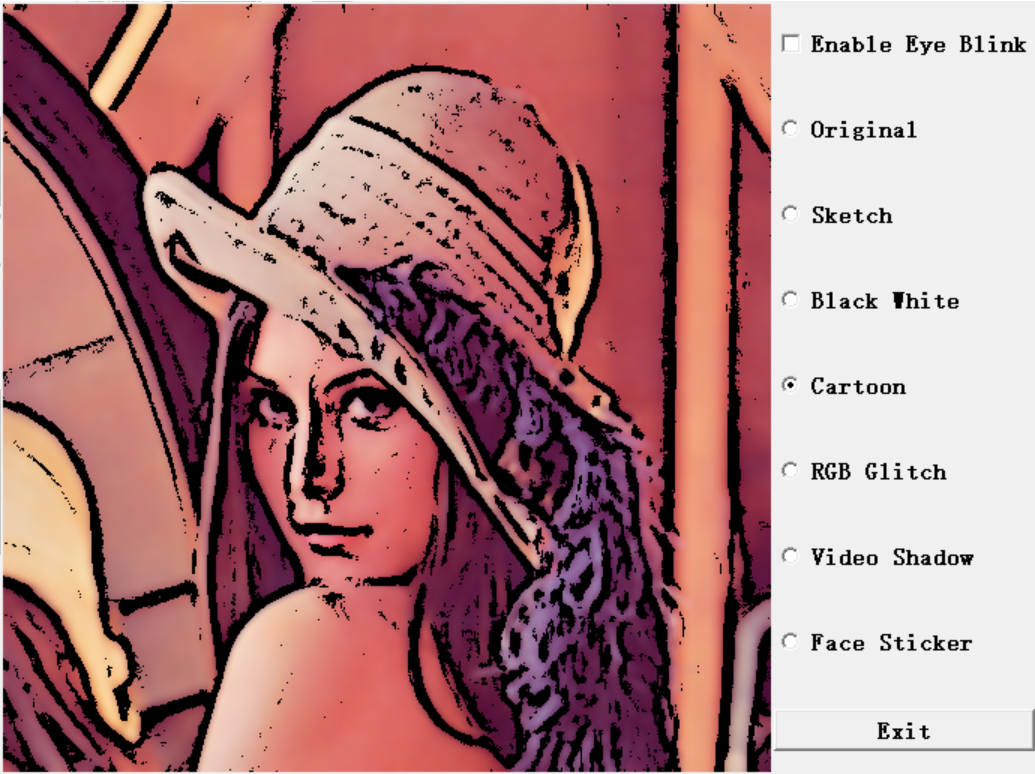 Enable Eye Blink
Original
Sketch
Black White
Cartoon
RGB Glitch
Video Shadow
Face Sticker
Exit